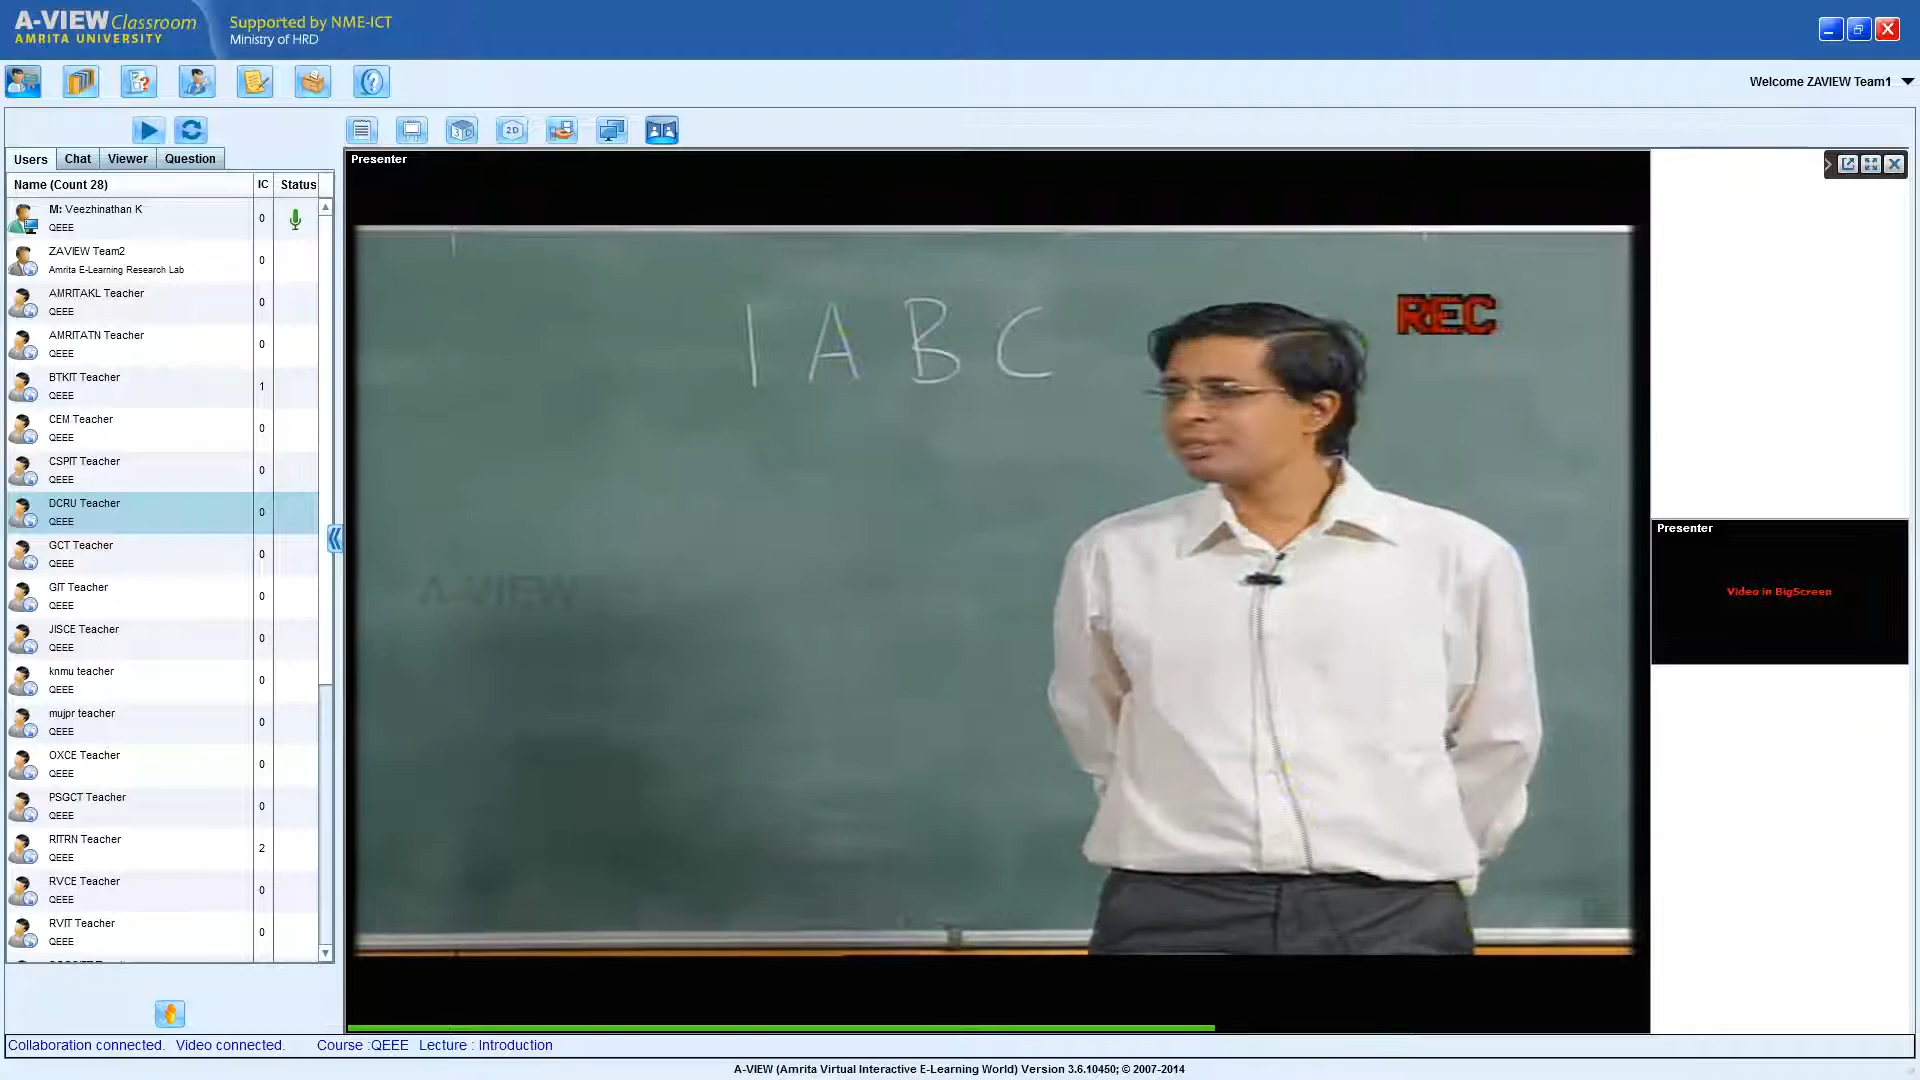 A-VIEW Classroom
AMRITA UNIVERSITY
Supported by NME-ICT
Ministry of HRD
Welcome ZAVIEW Team1
3D
2D
Users Chat Viewer Question
Name (Count 28) IC Status
M: Veezhinathan K
QEEE
0
ZAVIEW Team2
Amrita E-Learning Research Lab
0
AMRITAKL Teacher
QEEE
0
AMRITATN Teacher
QEEE
0
BTKIT Teacher
QEEE
1
CEM Teacher
QEEE
0
CSPIT Teacher
QEEE
0
DCRU Teacher
QEEE
0
GCT Teacher
QEEE
0
GIT Teacher
QEEE
0
JISCE Teacher
QEEE
0
knmu teacher
QEEE
0
mujpr teacher
QEEE
0
OXCE Teacher
QEEE
0
PSGCT Teacher
QEEE
0
RITRN Teacher
QEEE
2
RVCE Teacher
QEEE
0
RVIT Teacher
QEEE
0
Presenter
A B C
REC
A-VIEW
Presenter
Video in BigScreen
Collaboration connected. Video connected. Course :QEEE Lecture : Introduction
A-VIEW (Amrita Virtual Interactive E-Learning World) Version 3.6.10450; © 2007-2014